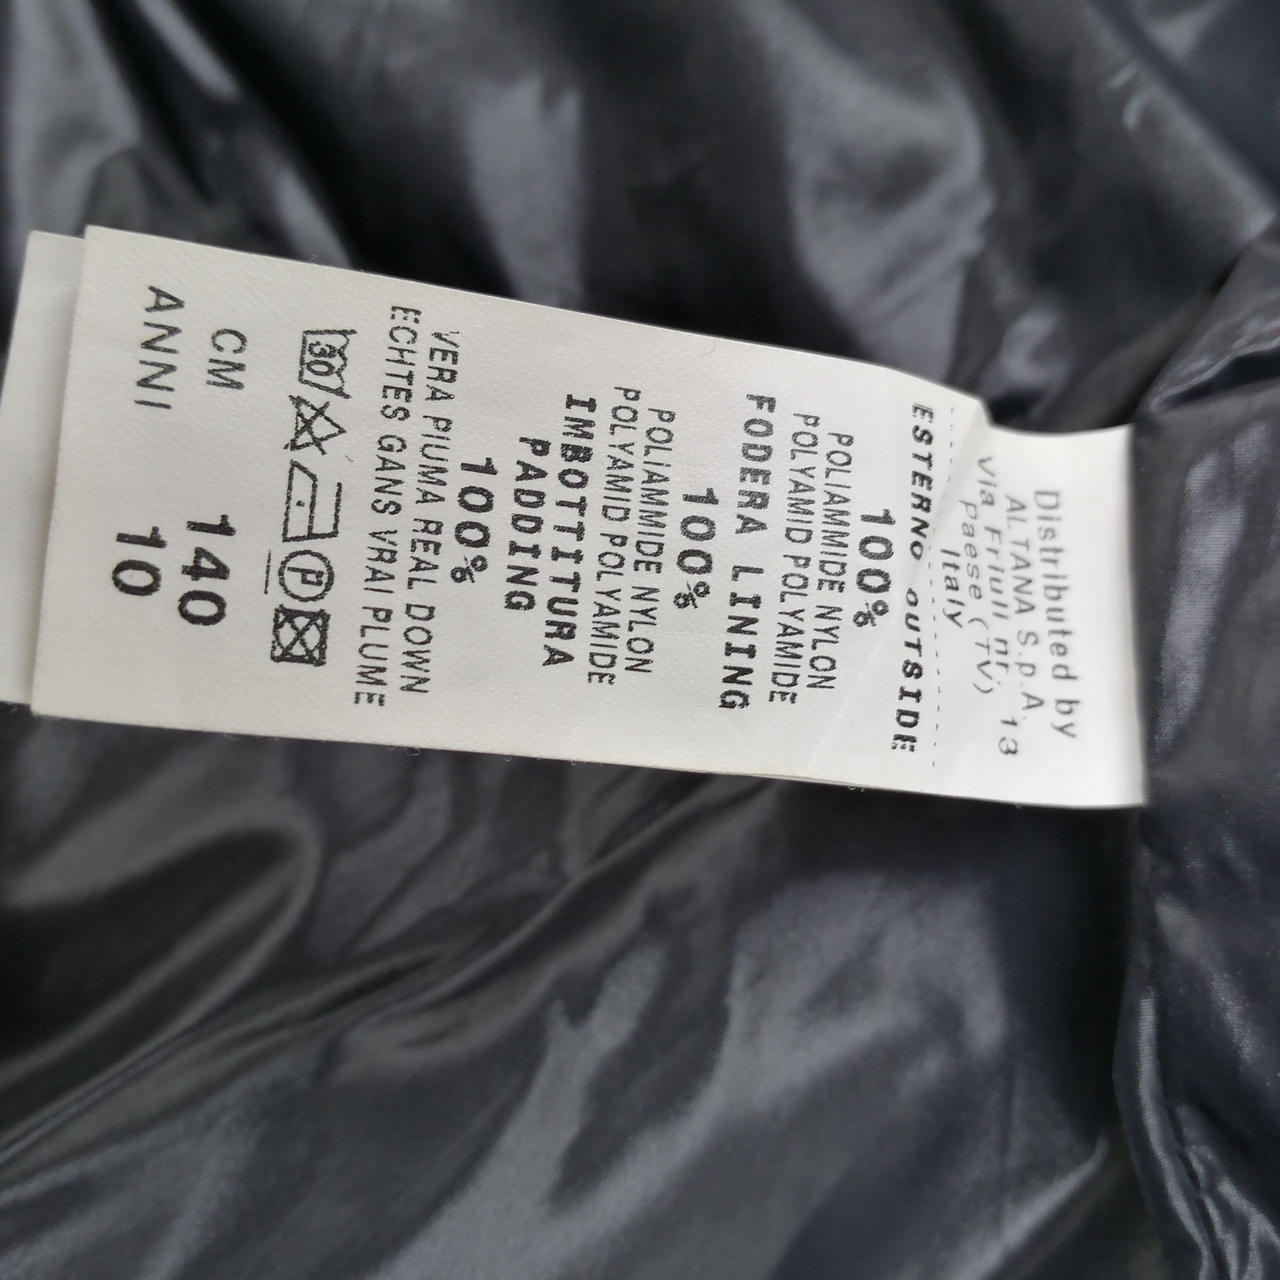 Distributed by
ALTANA S.p.A.
Via Friuli nr. 13
paese (TV)
Italy
ESTERNO OUTSIDE
100%
POLIAMMIDE NYLON
POLYAMID POLYAMIDE
FODERA LINING
100%
POLIAMMIDE NYLON
POLYAMID POLYAMIDE
IMBOTTITURA
PADDING
100%
VERA PIUMA REAL DOWN
ECHTES GANS VRAI PLUME
30 P
CM 140
ANNI 10